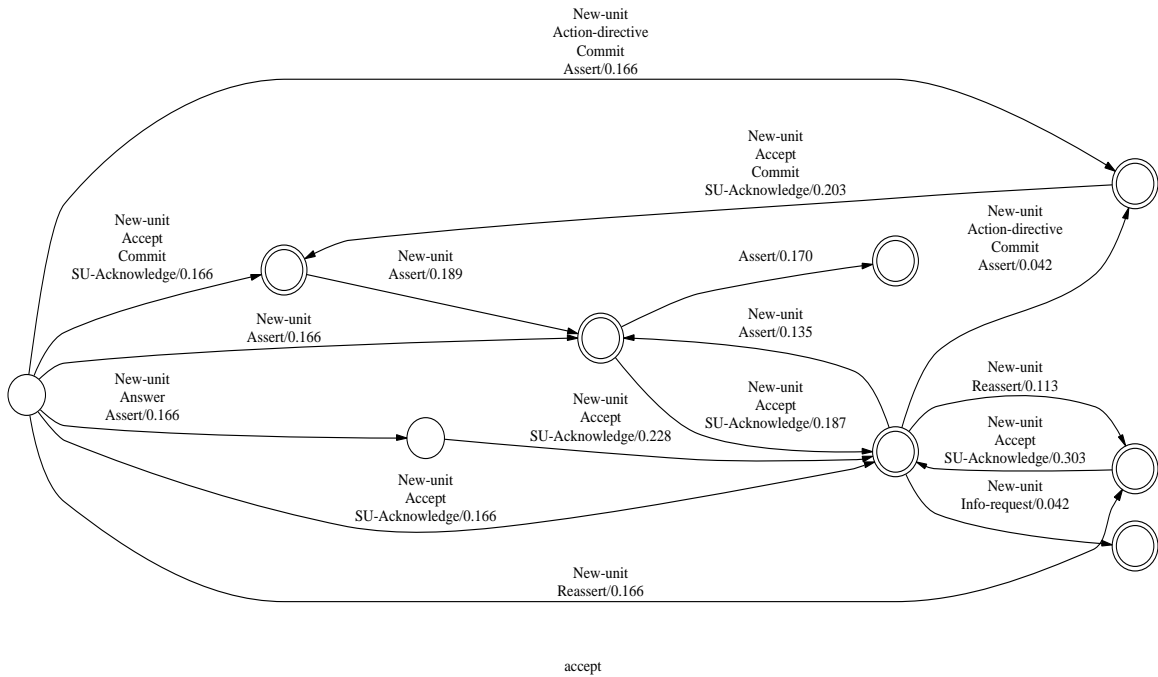 New-unit
Action-directive
Commit
Assert/0.166
New-unit
Accept
Commit
SU-Acknowledge/0.203
New-unit
Accept
Commit
SU-Acknowledge/0.166
New-unit
Action-directive
Commit
Assert/0.042
New-unit
Assert/0.189
Assert/0.170
New-unit
Assert/0.166
New-unit
Assert/0.135
New-unit
Answer
Assert/0.166
New-unit
Reassert/0.113
New-unit
Accept
SU-Acknowledge/0.228
New-unit
Accept
SU-Acknowledge/0.187
New-unit
Accept
SU-Acknowledge/0.303
New-unit
Accept
SU-Acknowledge/0.166
New-unit
Info-request/0.042
New-unit
Reassert/0.166
accept